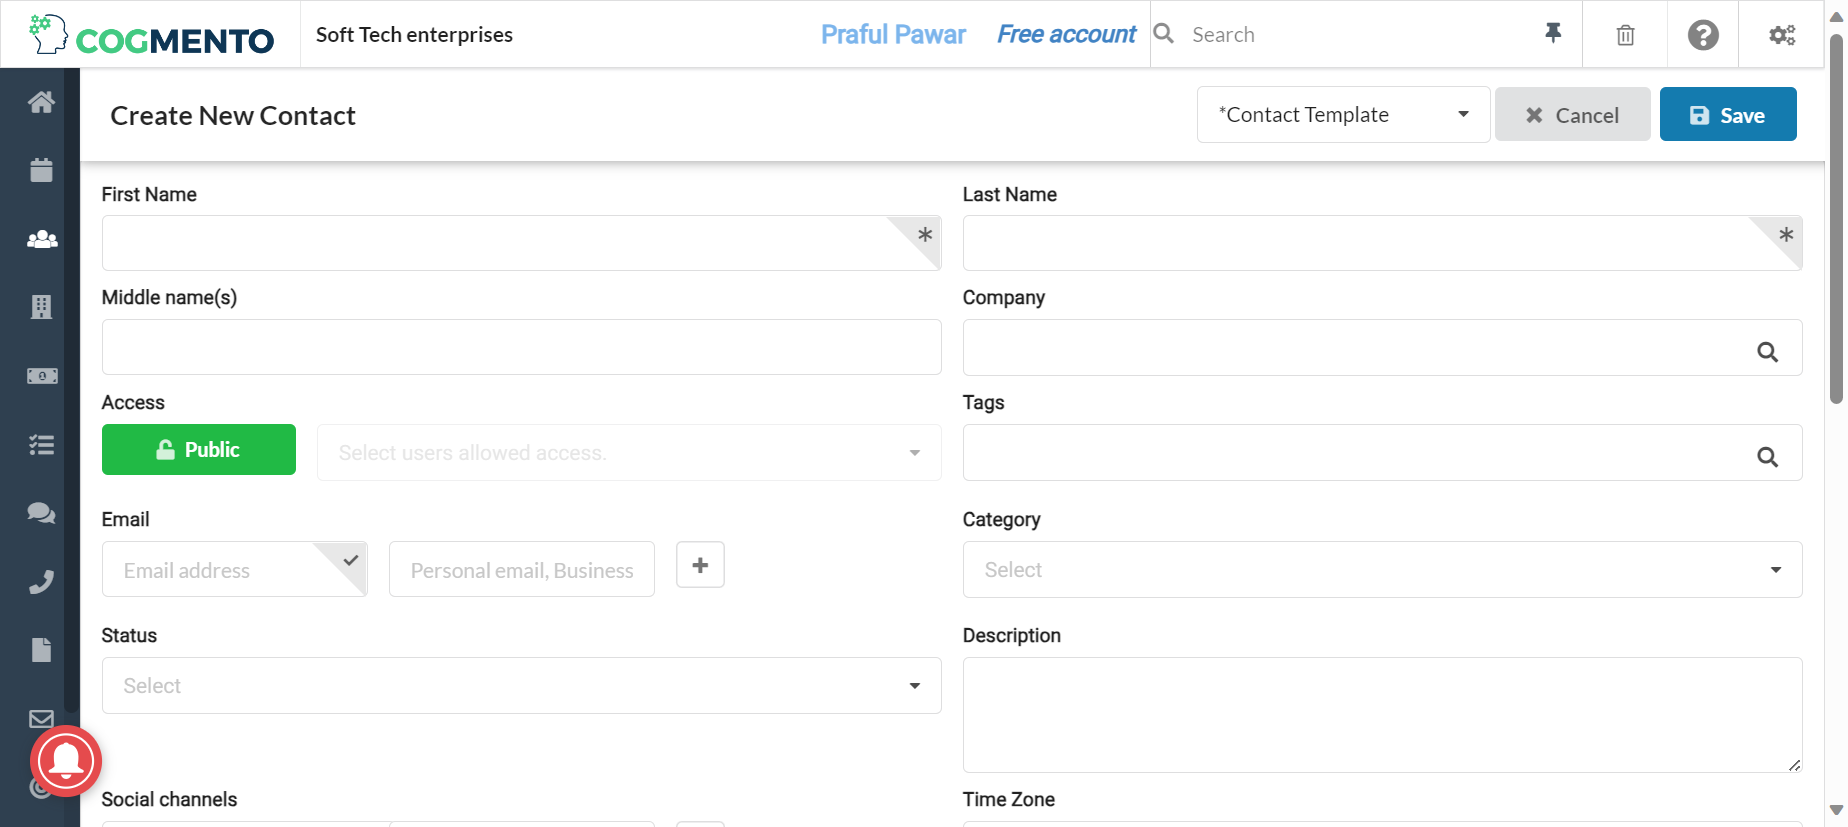 COGMENTO
Soft Tech enterprises
Praful Pawar
Free account
Search
Create New Contact
*Contact Template
Cancel
Save
First Name
Last Name
*
*
Middle name(s)
Company
Access
Tags
Public
Select users allowed access.
Email
Category
Email address
Personal email, Business
Select
Status
Description
Select
Social channels
Time Zone